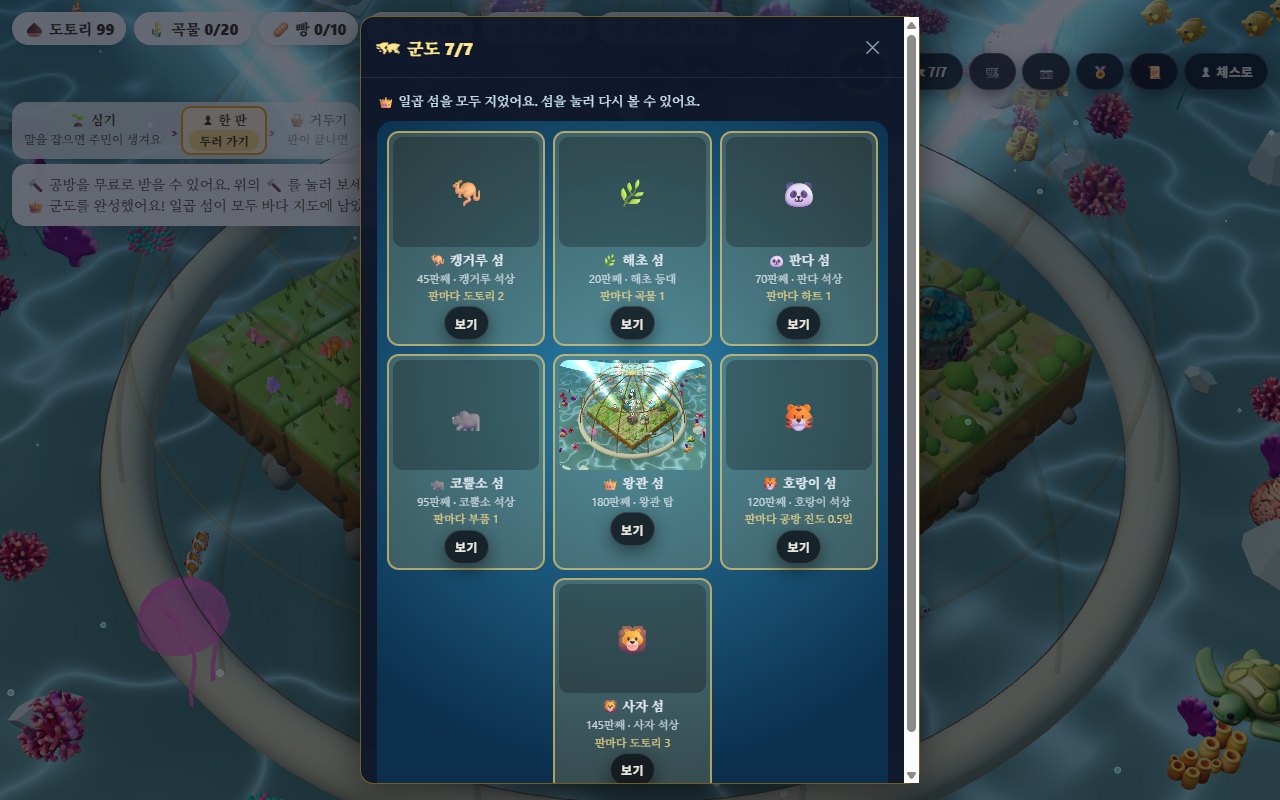 도토리 99
곡물 0/20
빵 0/10
군도 7/7
7/7
체스로
심기
말을 잡으면 주민이 생겨요
›
한 판
두러 가기
›
거두기
판이 끝나면
공방을 무료로 받을 수 있어요. 위의 🔨 를 눌러 보세
군도를 완성했어요! 일곱 섬이 모두 바다 지도에 남았
일곱 섬을 모두 지었어요. 섬을 눌러 다시 볼 수 있어요.
캥거루 섬
45판째 · 캥거루 석상
판마다 도토리 2
보기
해초 섬
20판째 · 해초 등대
판마다 곡물 1
보기
판다 섬
70판째 · 판다 석상
판마다 하트 1
보기
코뿔소 섬
95판째 · 코뿔소 석상
판마다 부품 1
보기
왕관 섬
180판째 · 왕관 탑
보기
호랑이 섬
120판째 · 호랑이 석상
판마다 공방 진도 0.5일
보기
사자 섬
145판째 · 사자 석상
판마다 도토리 3
보기